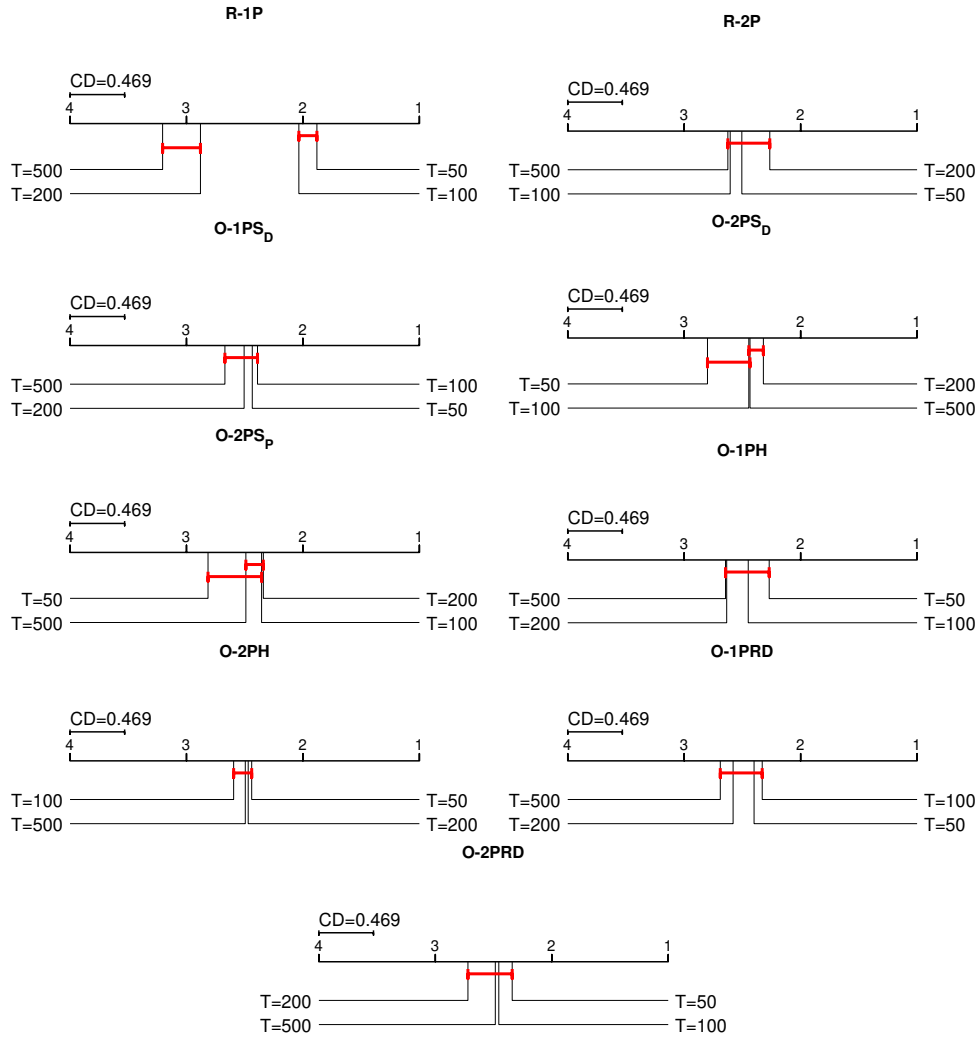 R-1P
R-2P
CD=0.469
4 3 2 1
T=500 T=50
T=200 T=100
CD=0.469
4 3 2 1
T=500 T=200
T=100 T=50
O-1PS_D
O-2PS_D
CD=0.469
4 3 2 1
T=500 T=100
T=200 T=50
CD=0.469
4 3 2 1
T=50 T=200
T=100 T=500
O-2PS_P
O-1PH
CD=0.469
4 3 2 1
T=50 T=200
T=500 T=100
CD=0.469
4 3 2 1
T=500 T=50
T=200 T=100
O-2PH
O-1PRD
CD=0.469
4 3 2 1
T=100 T=50
T=500 T=200
CD=0.469
4 3 2 1
T=500 T=100
T=200 T=50
O-2PRD
CD=0.469
4 3 2 1
T=200 T=50
T=500 T=100